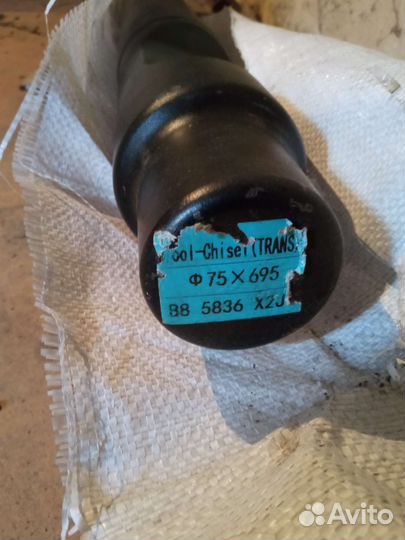 ool-Chisel(TRANS.
Φ75×695
B8 5836 X2J
Avito